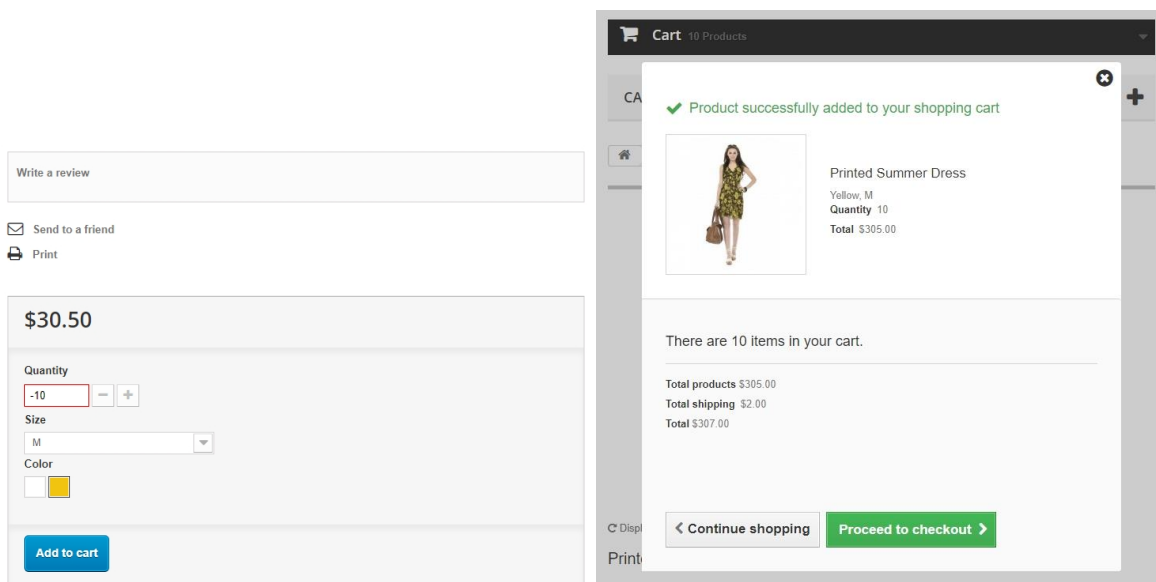 Write a review
Send to a friend
Print
$30.50
Quantity
-10
Size
M
Color
Add to cart
Cart 10 Products
CA
Product successfully added to your shopping cart
Printed Summer Dress
Yellow, M
Quantity 10
Total $305.00
There are 10 items in your cart.
Total products $305.00
Total shipping $2.00
Total $307.00
Displ
Continue shopping
Proceed to checkout
Printe